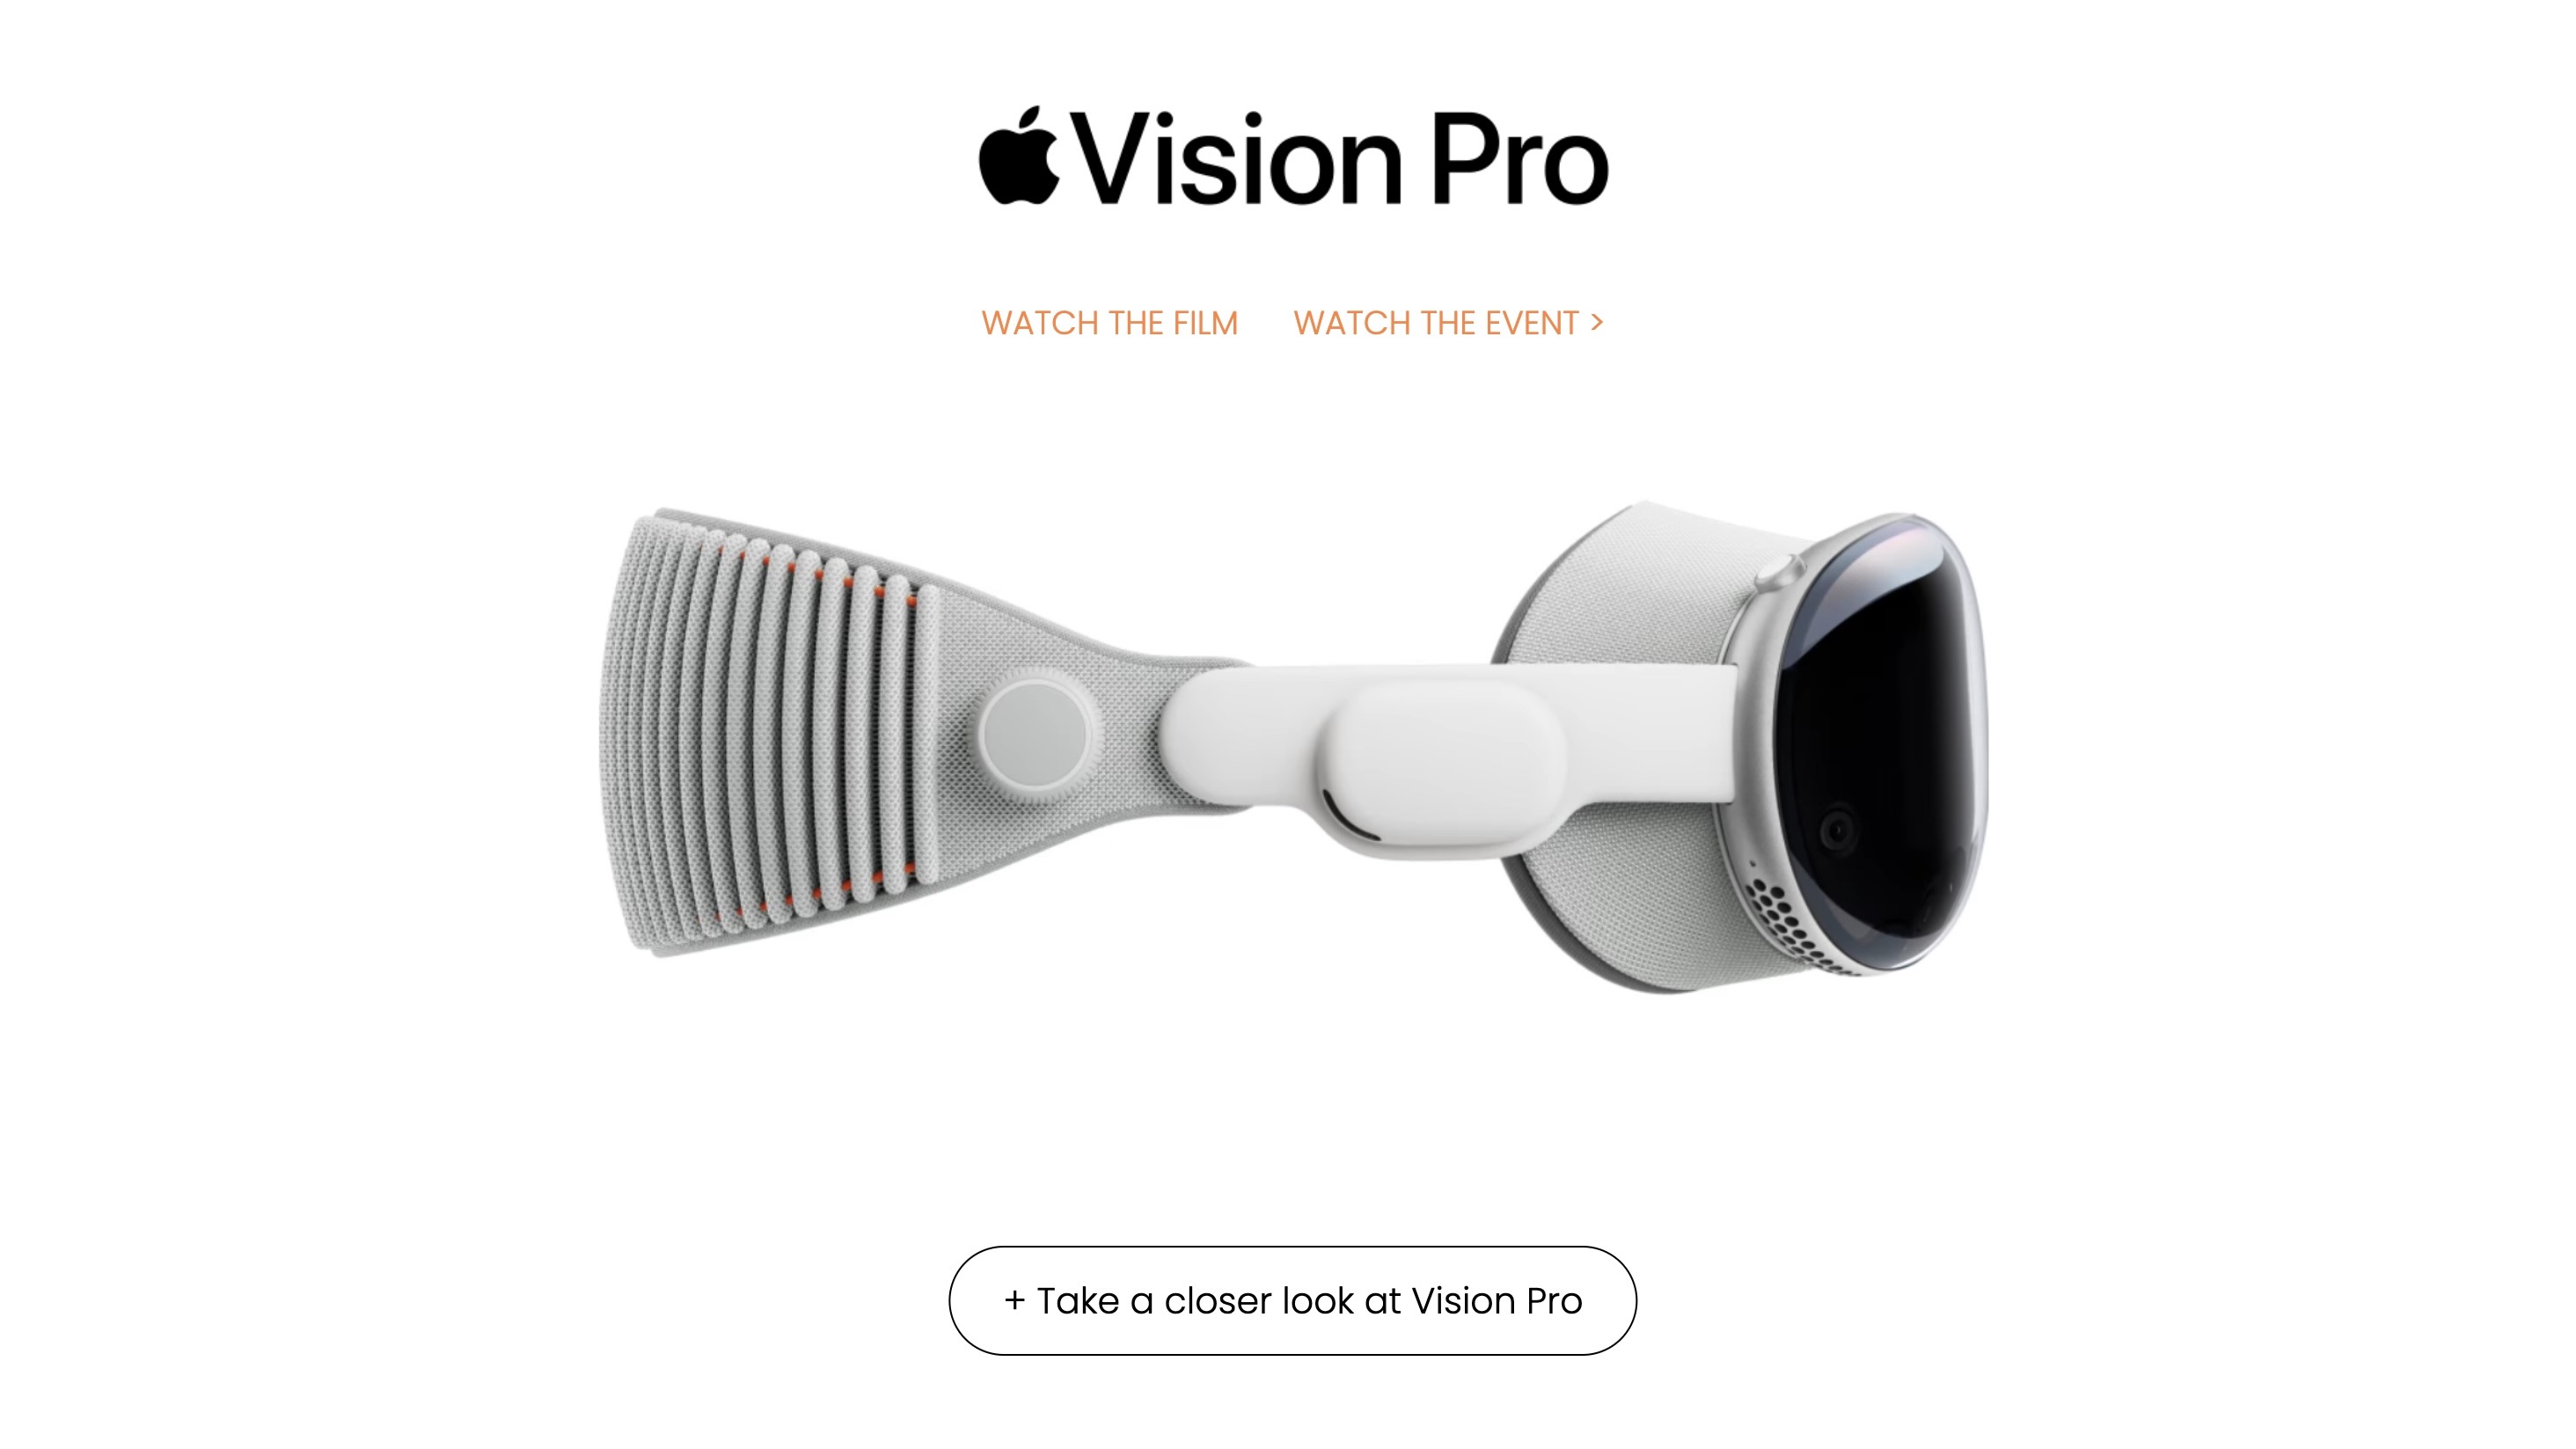 Vision Pro
WATCH THE FILM WATCH THE EVENT >
+ Take a closer look at Vision Pro